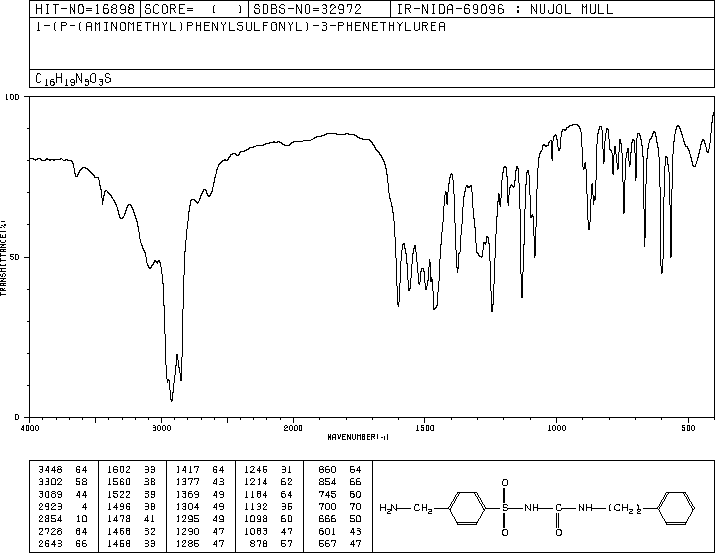 HIT-NO=16898 SCORE= ( ) SDBS-NO=32972 IR-NIDA-69096 : NUJOL MULL
1-(P-(AMINOMETHYL)PHENYLSULFONYL)-3-PHENETHYLUREA
C16H19N3O3S
100
50
0
TRANSMITTANCE(%)
4000 3000 2000 1500 1000 500
WAVENUMBER(-1)
3448 64 1602 33 1417 64 1245 31 860 64
3302 58 1560 38 1377 43 1214 62 854 66
3089 44 1522 39 1369 49 1184 64 745 60
2923 4 1496 38 1304 49 1132 36 700 70
2854 10 1478 41 1295 49 1098 60 666 50
2728 64 1468 32 1290 47 1083 47 601 43
2643 66 1458 33 1285 47 878 57 567 47
O
H2N CH2 S NH C NH (CH2)2
O O